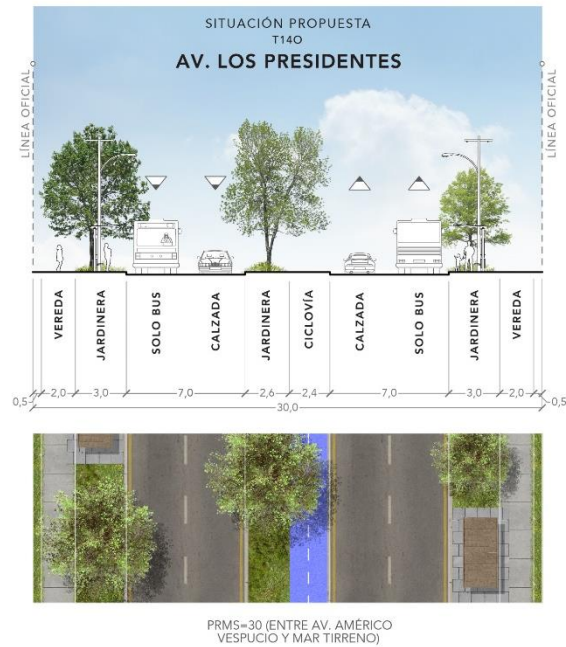 SITUACIÓN PROPUESTA
T14O
AV. LOS PRESIDENTES
LÍNEA OFICIAL
LÍNEA OFICIAL
VEREDA
JARDINERA
SOLO BUS
CALZADA
JARDINERA
CICLOVÍA
CALZADA
SOLO BUS
JARDINERA
VEREDA
0,5 2,0 3,0 7,0 2,6 2,4 7,0 3,0 2,0 0,5
30,0
PRMS=30 (ENTRE AV. AMÉRICO
VESPUCIO Y MAR TIRRENO)